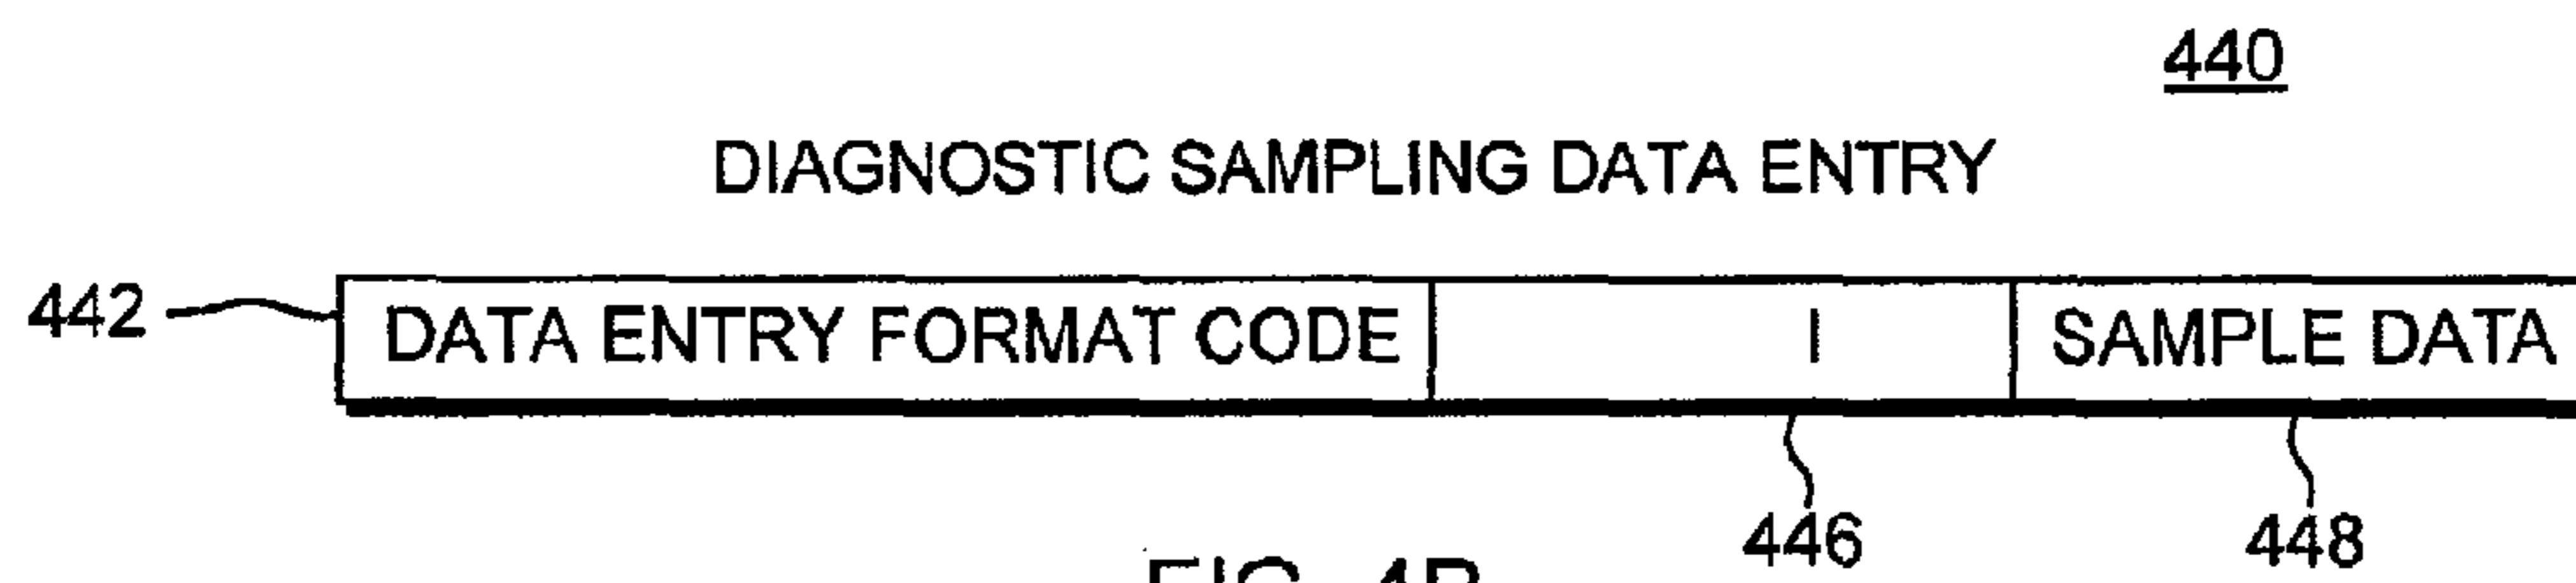 440
DIAGNOSTIC SAMPLING DATA ENTRY
442 DATA ENTRY FORMAT CODE I SAMPLE DATA
446 448